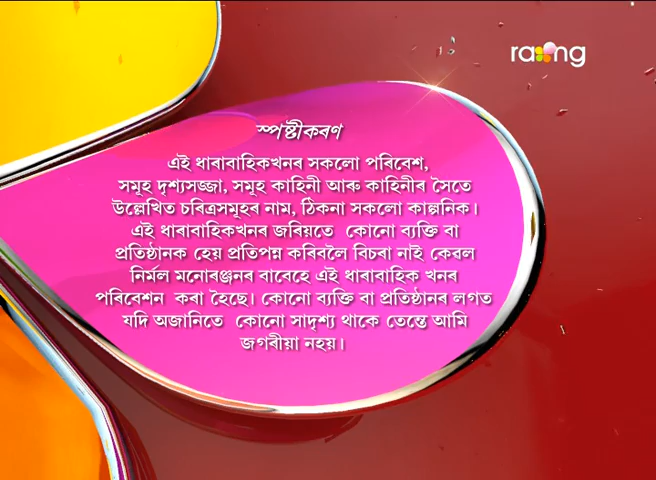 rang
স্পষ্টীকৰণ
এই ধাৰাবাহিকখনৰ সকলো পৰিবেশ,
সমূহ দৃশ্যসজ্জা, সমূহ কাহিনী আৰু কাহিনীৰ সৈতে
উল্লেখিত চৰিত্ৰসমূহৰ নাম, ঠিকনা সকলো কাল্পনিক।
এই ধাৰাবাহিকখনৰ জৰিয়তে কোনো ব্যক্তি বা
প্ৰতিষ্ঠানক হেয় প্ৰতিপন্ন কৰিবলৈ বিচৰা নাই কেৱল
নিৰ্মল মনোৰঞ্জনৰ বাবেহে এই ধাৰাবাহিক খনৰ
পৰিবেশন কৰা হৈছে। কোনো ব্যক্তি বা প্ৰতিষ্ঠানৰ লগত
যদি অজানিতে কোনো সাদৃশ্য থাকে তেন্তে আমি
জগৰীয়া নহয়।